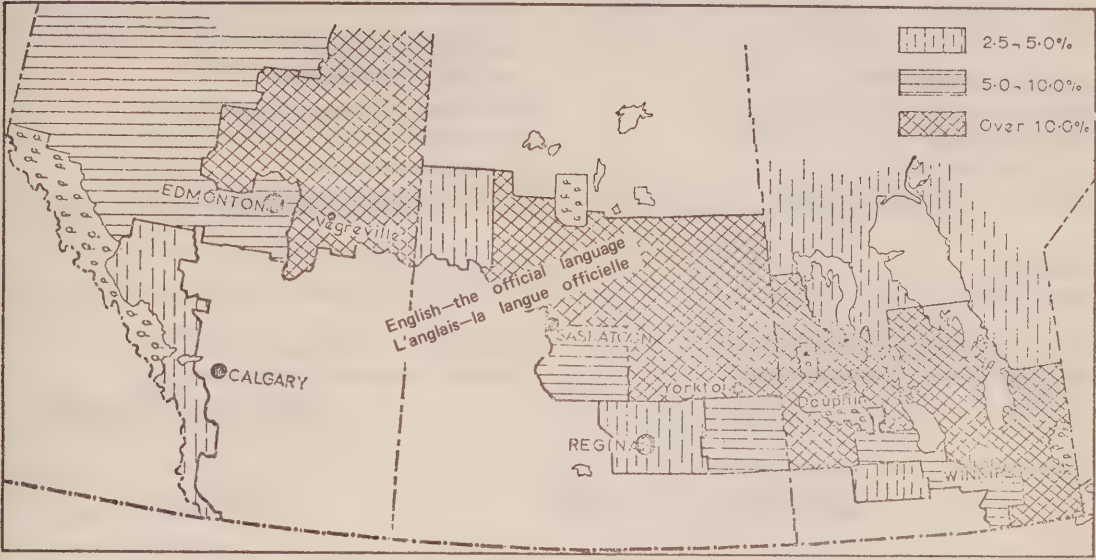 2.5–5.0%
5.0–10.0%
Over 10.0%
EDMONTON
Vegreville
English—the official language
L'anglais—la langue officielle
SASKATOON
CALGARY
Yorkton
Dauphin
REGINA
WINNIPEG